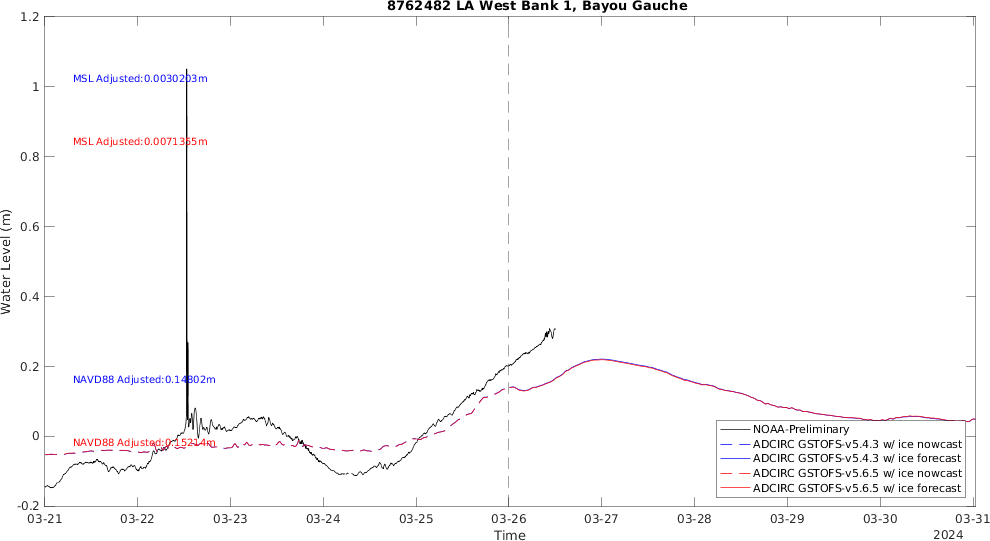 8762482 LA West Bank 1, Bayou Gauche
1.2
1
0.8
0.6
0.4
0.2
0
-0.2
Water Level (m)
MSL Adjusted:0.0030203m
MSL Adjusted:0.0071365m
NAVD88 Adjusted:0.14802m
NAVD88 Adjusted:0.15214m
NOAA-Preliminary
ADCIRC GSTOFS-v5.4.3 w/ ice nowcast
ADCIRC GSTOFS-v5.4.3 w/ ice forecast
ADCIRC GSTOFS-v5.6.5 w/ ice nowcast
ADCIRC GSTOFS-v5.6.5 w/ ice forecast
03-21 03-22 03-23 03-24 03-25 03-26 03-27 03-28 03-29 03-30 03-31
Time
2024